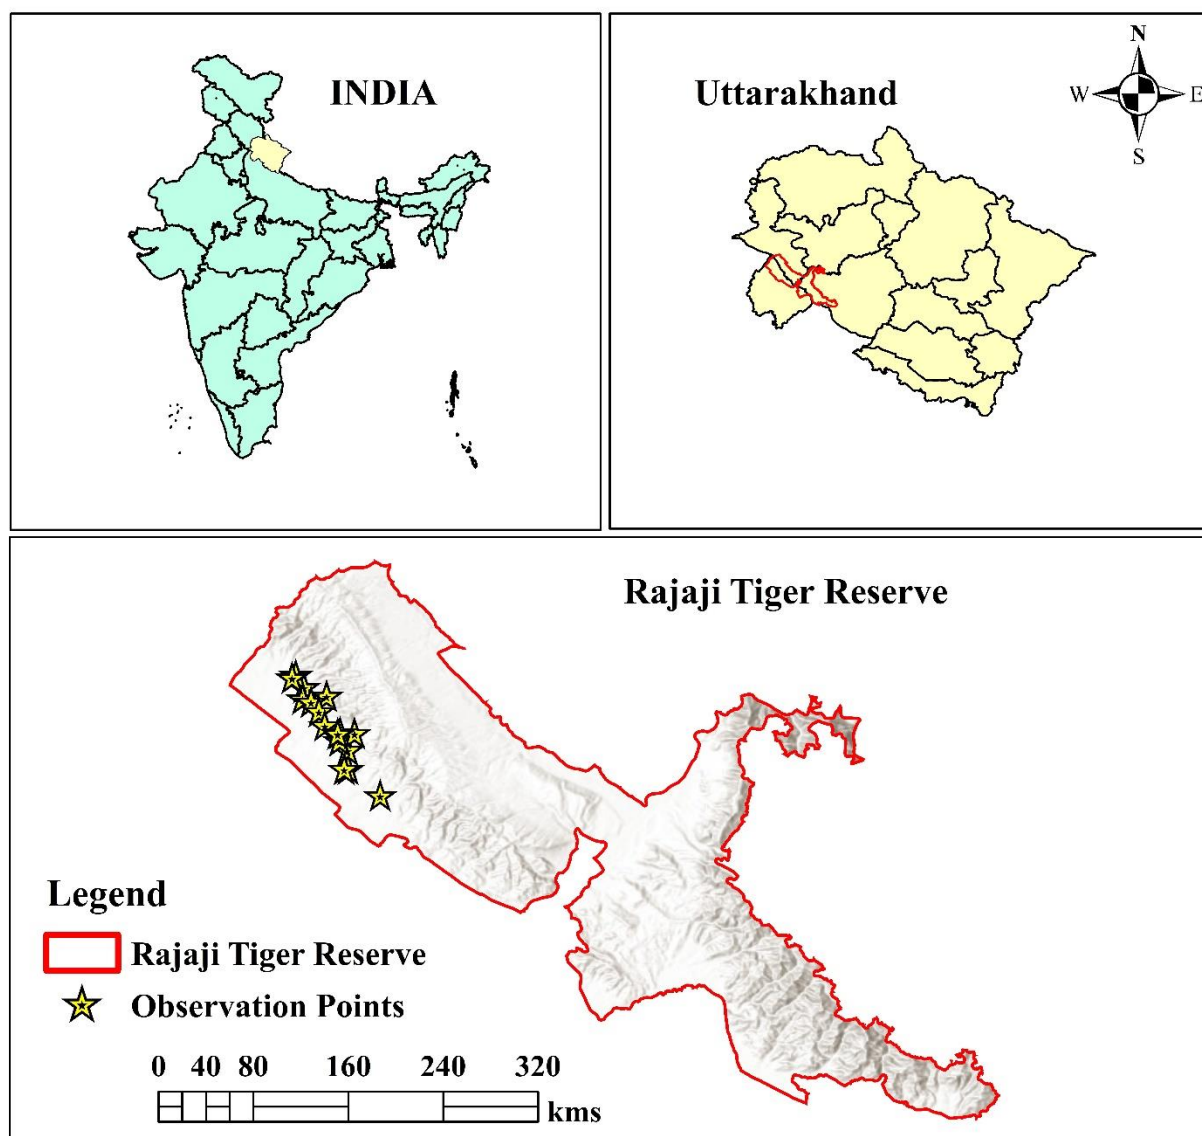 INDIA
Uttarakhand
N
W E
S
Rajaji Tiger Reserve
Legend
Rajaji Tiger Reserve
Observation Points
0 40 80 160 240 320
kms